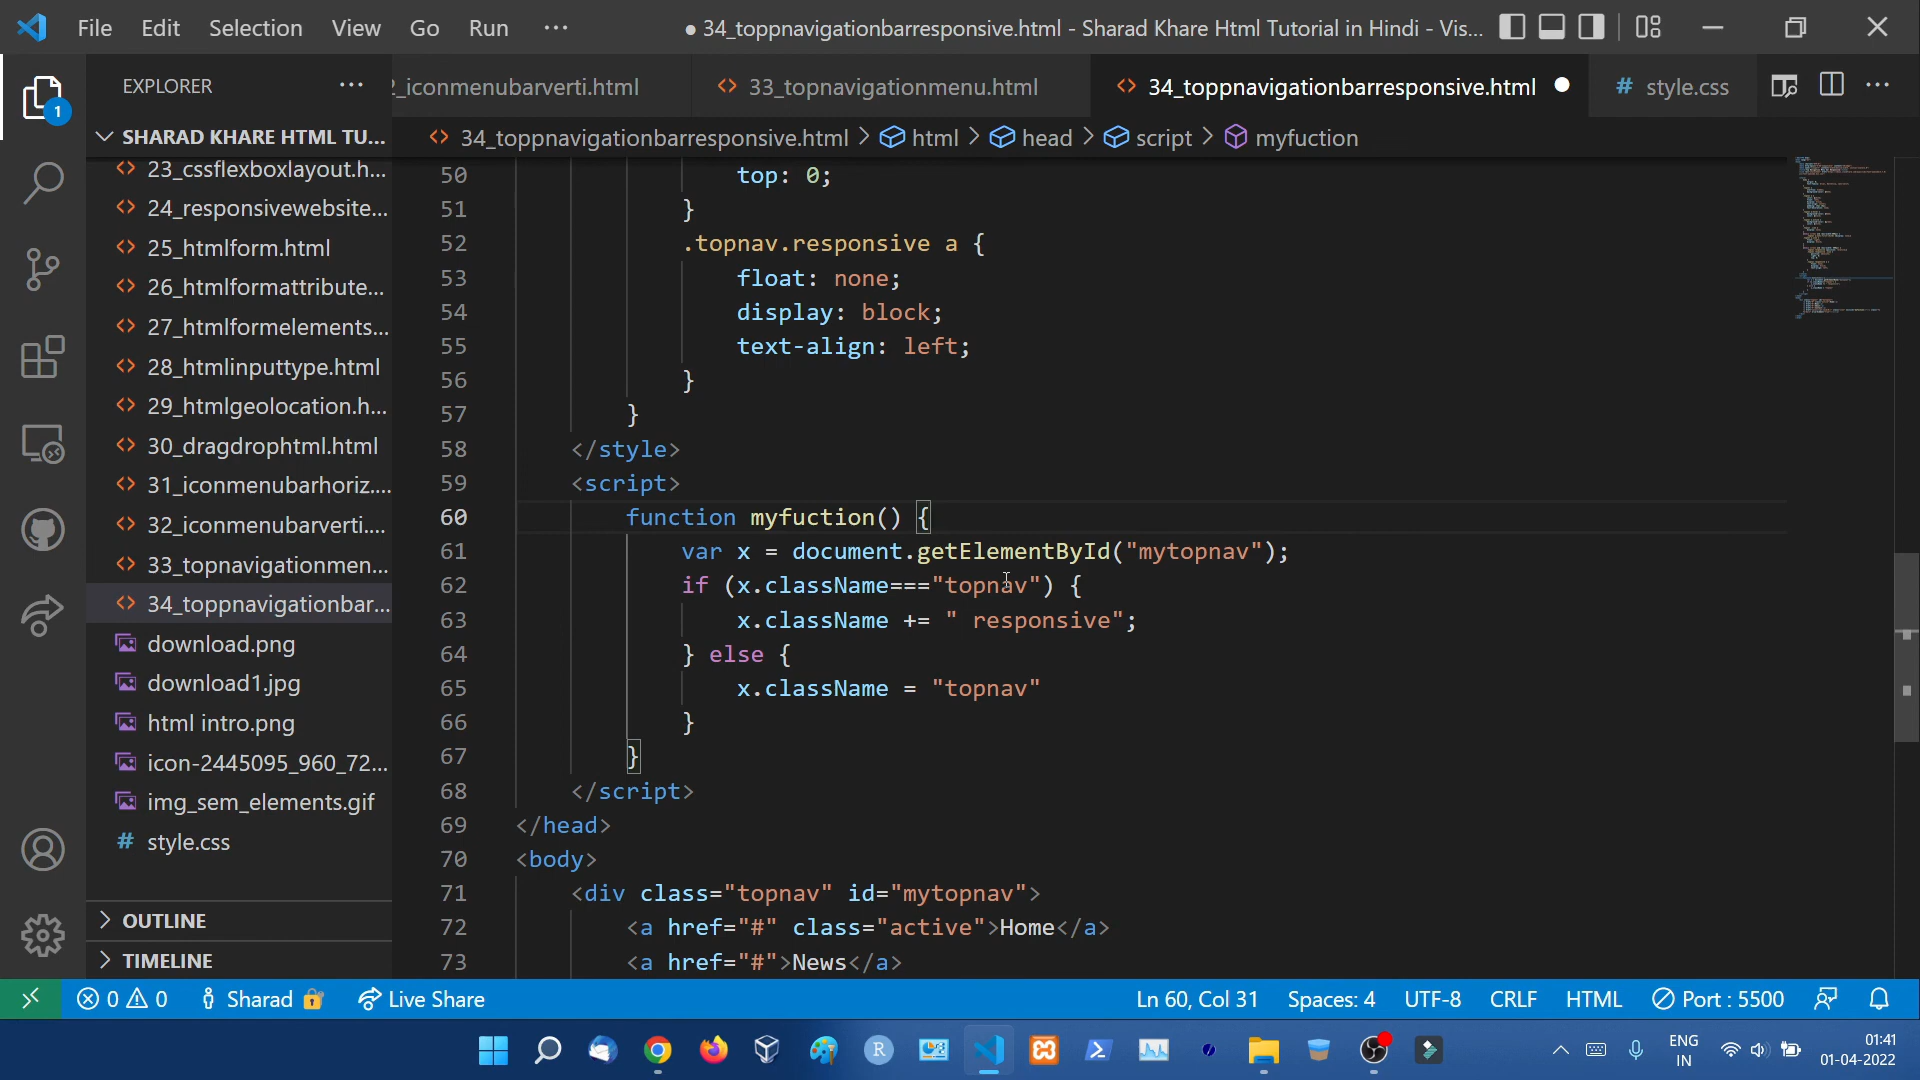 File Edit Selection View Go Run ···
● 34_toppnavigationbarresponsive.html - Sharad Khare Html Tutorial in Hindi - Vis...
EXPLORER ···
2_iconmenubarverti.html
33_topnavigationmenu.html
34_toppnavigationbarresponsive.html ●
# style.css
SHARAD KHARE HTML TU...
34_toppnavigationbarresponsive.html > html > head > script > myfuction
23_cssflexboxlayout.h...
24_responsivewebsite...
25_htmlform.html
26_htmlformattribute...
27_htmlformelements...
28_htmlinputtype.html
29_htmlgeolocation.h...
30_dragdrophtml.html
31_iconmenubarhoriz....
32_iconmenubarverti....
33_topnavigationmen...
34_toppnavigationbar...
download.png
download1.jpg
html intro.png
icon-2445095_960_72...
img_sem_elements.gif
# style.css
OUTLINE
TIMELINE
1
50 top: 0;
51 }
52 .topnav.responsive a {
53 float: none;
54 display: block;
55 text-align: left;
56 }
57 }
58 </style>
59 <script>
60 function myfuction() {
61 var x = document.getElementById("mytopnav");
62 if (x.className==="topnav") {
63 x.className += " responsive";
64 } else {
65 x.className = "topnav"
66 }
67 }
68 </script>
69 </head>
70 <body>
71 <div class="topnav" id="mytopnav">
72 <a href="#" class="active">Home</a>
73 <a href="#">News</a>
0 0 Sharad Live Share
Ln 60, Col 31 Spaces: 4 UTF-8 CRLF HTML Port : 5500
R
ENG
IN
01:41
01-04-2022